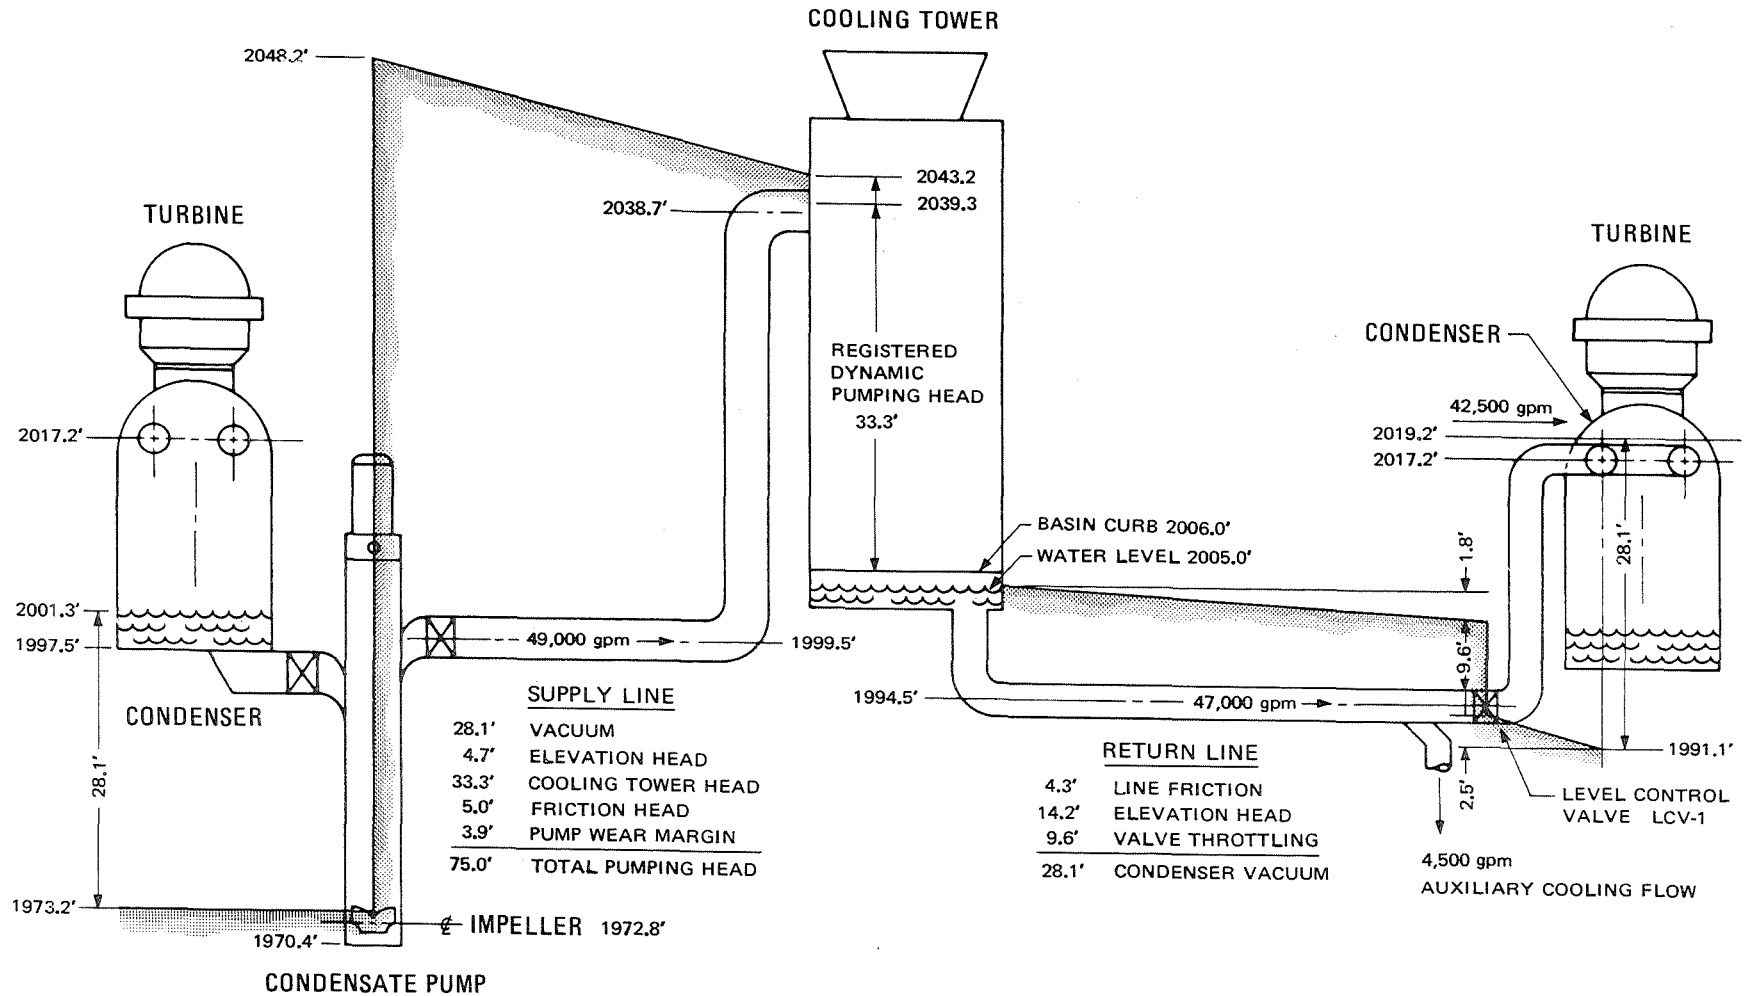 COOLING TOWER
2048.2'
2043.2
2039.3
2038.7'
TURBINE
TURBINE
CONDENSER
REGISTERED
DYNAMIC
PUMPING HEAD
33.3'
42,500 gpm
2019.2'
2017.2'
2017.2'
BASIN CURB 2006.0'
WATER LEVEL 2005.0'
1.8'
28.1'
2001.3'
1997.5'
49,000 gpm
1999.5'
9.6'
1994.5'
47,000 gpm
CONDENSER
SUPPLY LINE
28.1' VACUUM
4.7' ELEVATION HEAD
33.3' COOLING TOWER HEAD
5.0' FRICTION HEAD
3.9' PUMP WEAR MARGIN
75.0' TOTAL PUMPING HEAD
28.1'
RETURN LINE
4.3' LINE FRICTION
14.2' ELEVATION HEAD
9.6' VALVE THROTTLING
28.1' CONDENSER VACUUM
1991.1'
2.5'
LEVEL CONTROL
VALVE LCV-1
4,500 gpm
AUXILIARY COOLING FLOW
1973.2'
℄ IMPELLER 1972.8'
1970.4'
CONDENSATE PUMP